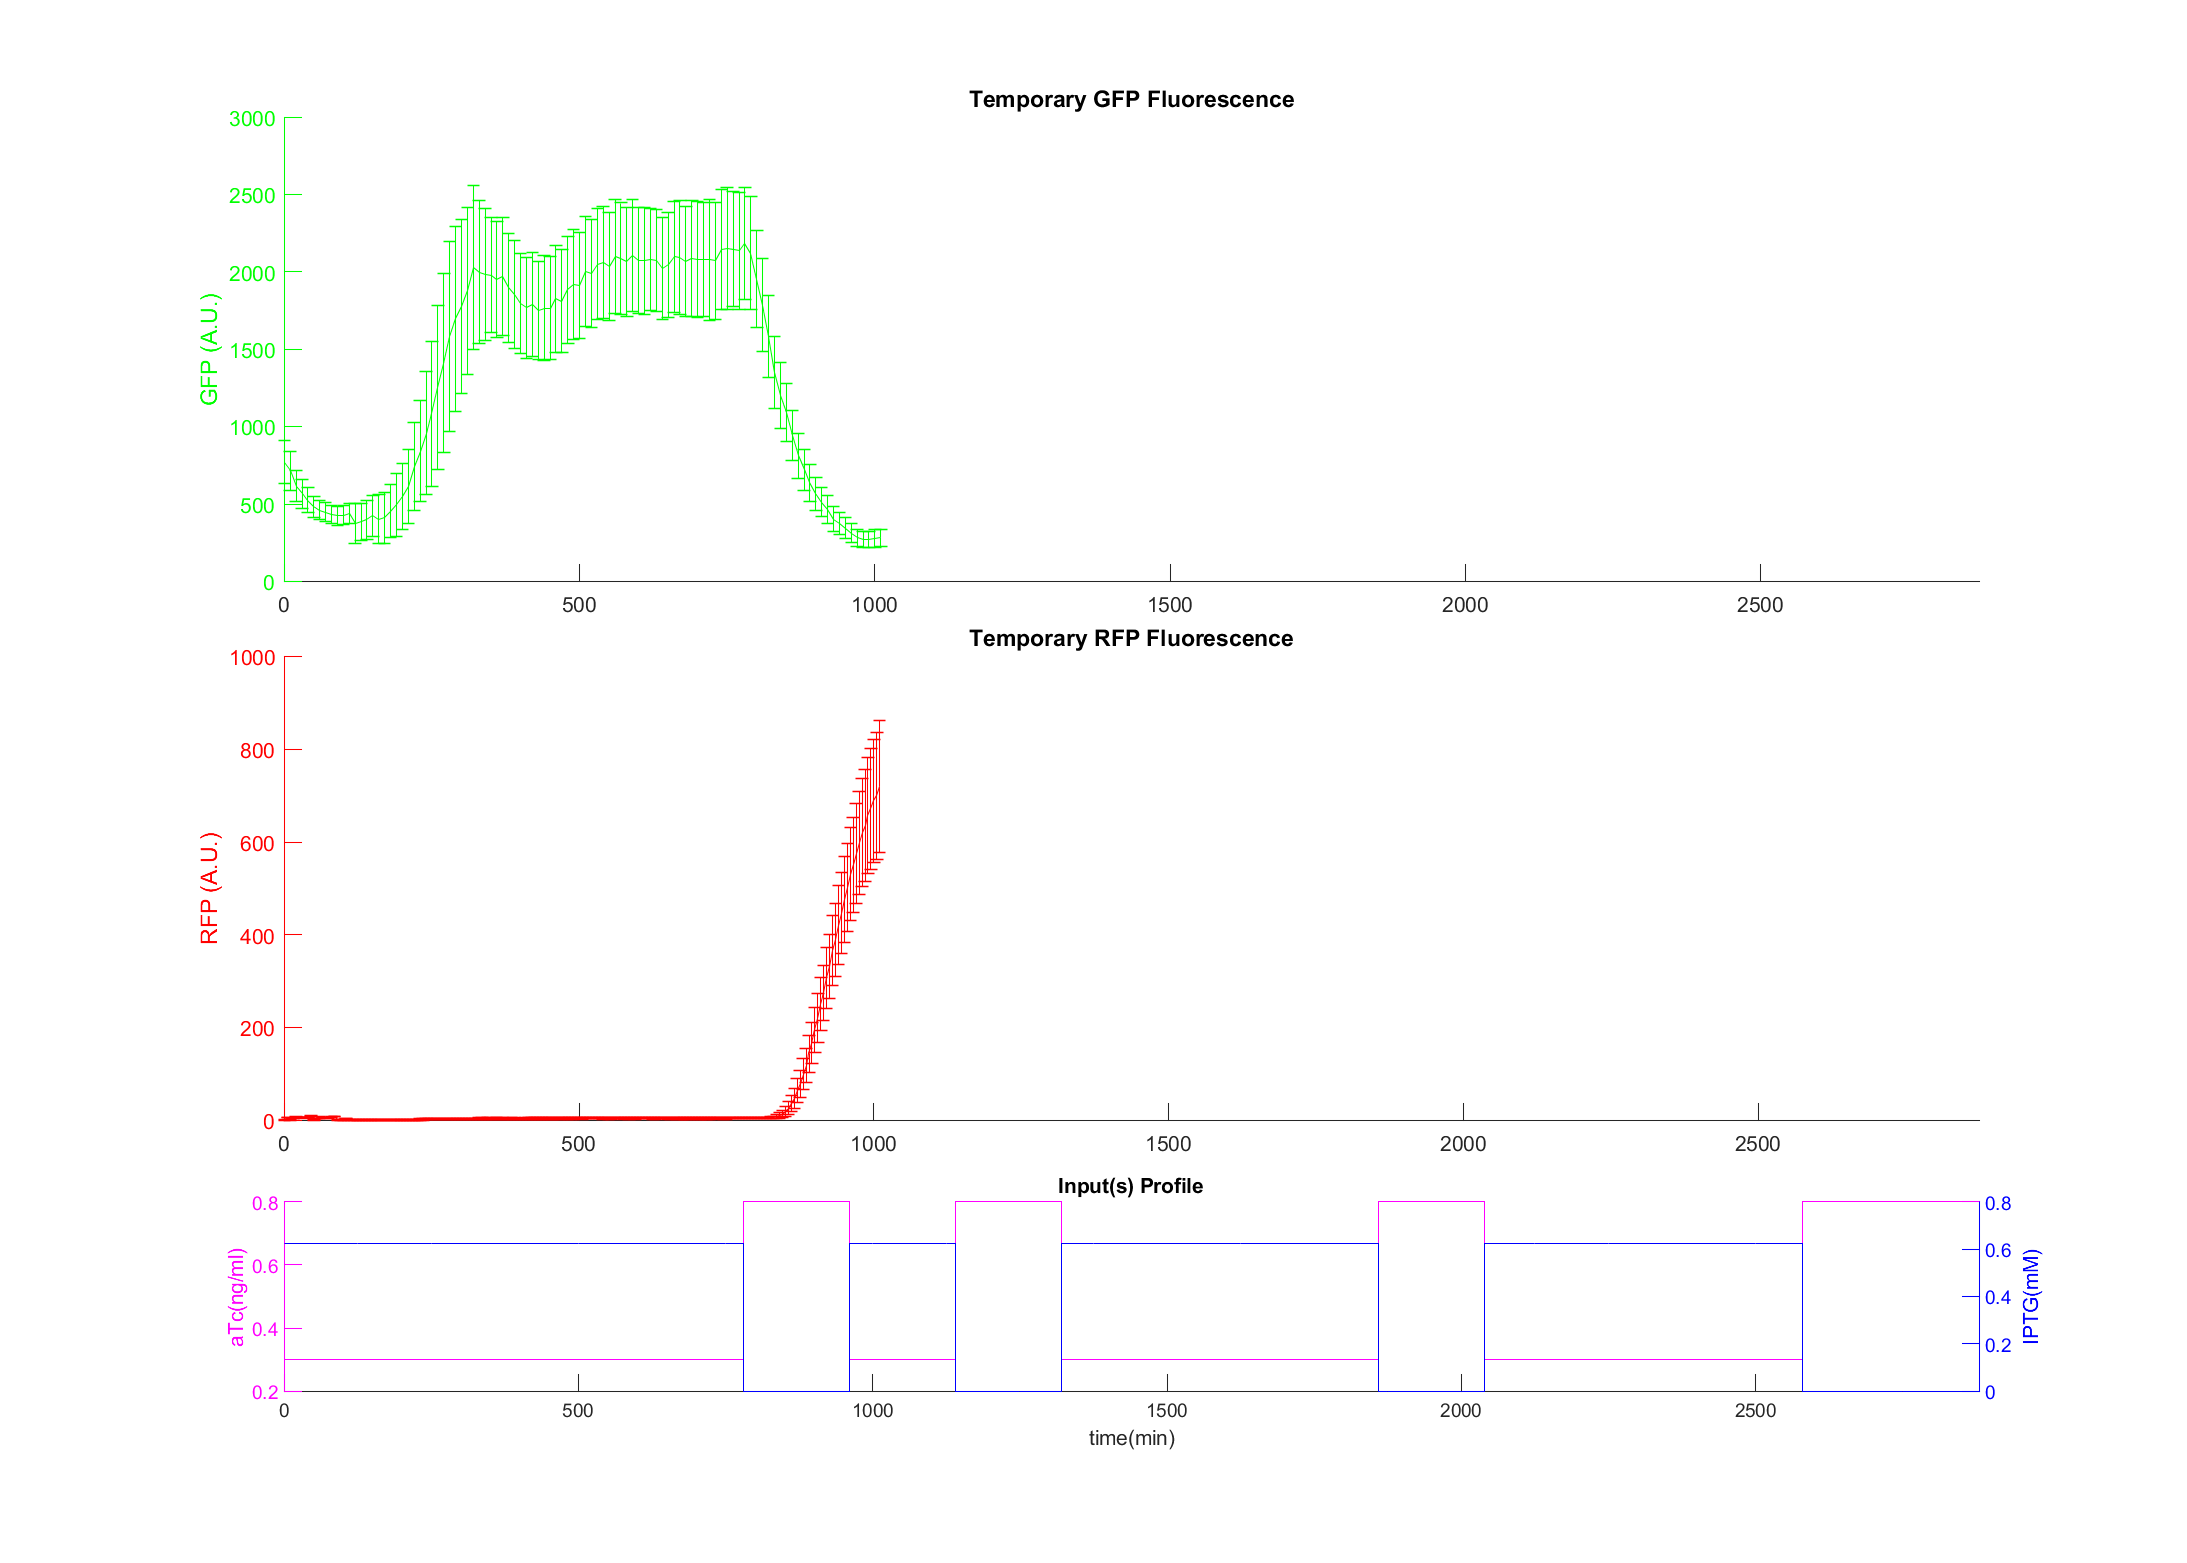 Temporary GFP Fluorescence
3000
2500
2000
1500
1000
500
0
GFP (A.U.)
0 500 1000 1500 2000 2500
Temporary RFP Fluorescence
1000
800
600
400
200
0
RFP (A.U.)
0 500 1000 1500 2000 2500
Input(s) Profile
0.8
0.6
0.4
0.2
aTc(ng/ml)
0.8
0.6
0.4
0.2
0
IPTG(mM)
0 500 1000 1500 2000 2500
time(min)